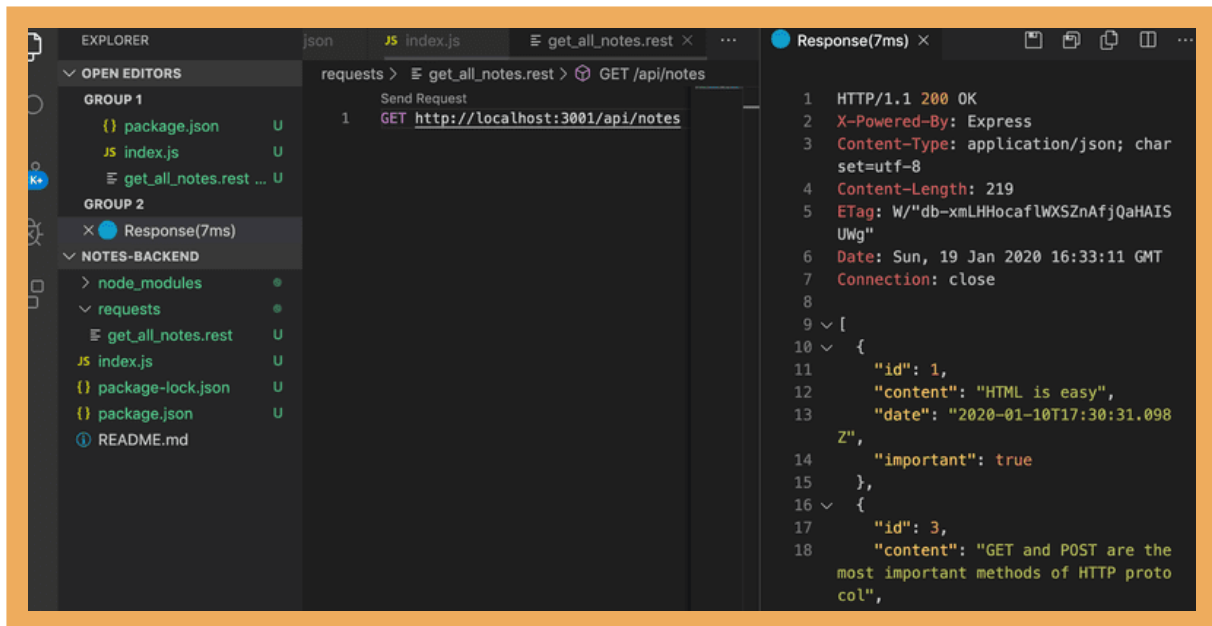 EXPLORER
OPEN EDITORS
GROUP 1
{} package.json U
JS index.js U
get_all_notes.rest ... U
GROUP 2
Response(7ms)
NOTES-BACKEND
node_modules
requests
get_all_notes.rest U
JS index.js U
{} package-lock.json U
{} package.json U
README.md
K+
json JS index.js get_all_notes.rest ...
requests > get_all_notes.rest > GET /api/notes
Send Request
1 GET http://localhost:3001/api/notes
Response(7ms) ...
1 HTTP/1.1 200 OK
2 X-Powered-By: Express
3 Content-Type: application/json; char
set=utf-8
4 Content-Length: 219
5 ETag: W/"db-xmLHHocaflWXSZnAfjQaHAIS
UWg"
6 Date: Sun, 19 Jan 2020 16:33:11 GMT
7 Connection: close
8
9 [
10 {
11 "id": 1,
12 "content": "HTML is easy",
13 "date": "2020-01-10T17:30:31.098
Z",
14 "important": true
15 },
16 {
17 "id": 3,
18 "content": "GET and POST are the
most important methods of HTTP proto
col",